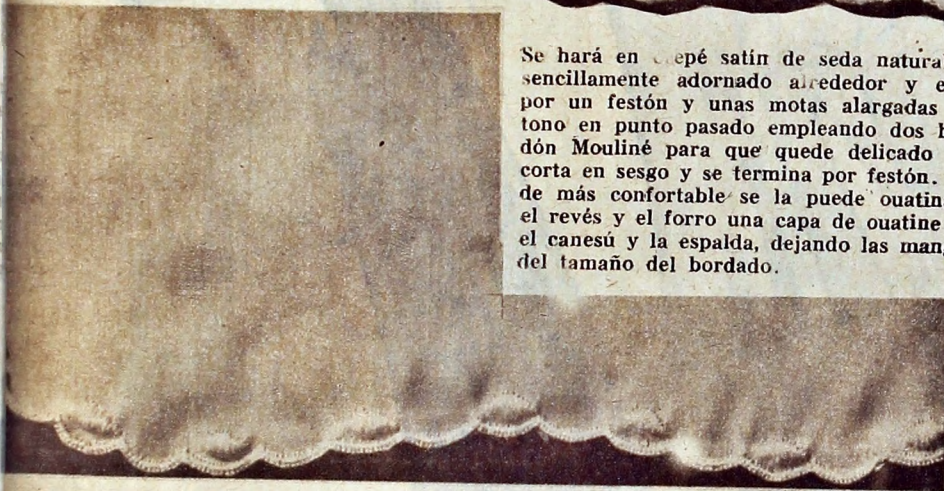 Se hará en crepé satín de seda natura
sencillamente adornado alrededor y e
por un festón y unas motas alargadas
tono en punto pasado empleando dos h
dón Mouliné para que quede delicado
corta en sesgo y se termina por festón.
de más confortable se la puede ouatin
el revés y el forro una capa de ouatine
el canesú y la espalda, dejando las man
del tamaño del bordado.